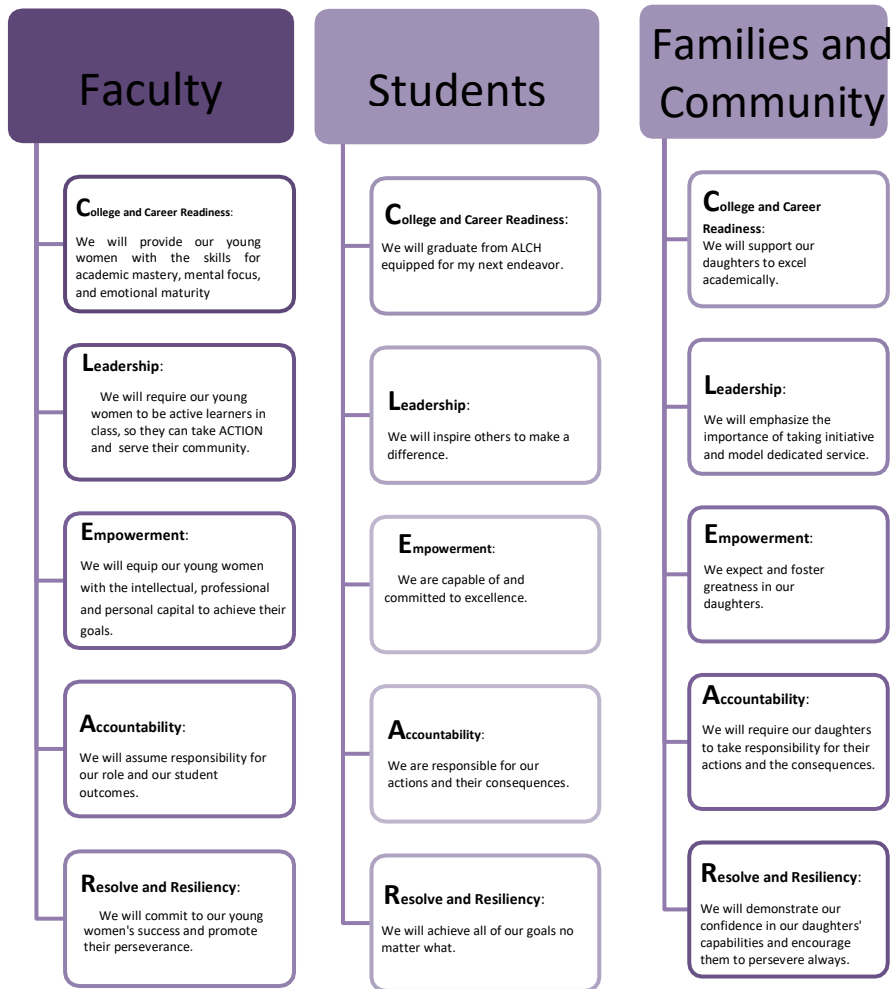 Faculty
College and Career Readiness:
We will provide our young
women with the skills for
academic mastery, mental focus,
and emotional maturity
Leadership:
We will require our young
women to be active learners in
class, so they can take ACTION
and serve their community.
Empowerment:
We will equip our young women
with the intellectual, professional
and personal capital to achieve their
goals.
Accountability:
We will assume responsibility for
our role and our student
outcomes.
Resolve and Resiliency:
We will commit to our young
women's success and promote
their perseverance.
Students
College and Career Readiness:
We will graduate from ALCH
equipped for my next endeavor.
Leadership:
We will inspire others to make a
difference.
Empowerment:
We are capable of and
committed to excellence.
Accountability:
We are responsible for our
actions and their consequences.
Resolve and Resiliency:
We will achieve all of our goals no
matter what.
Families and
Community
College and Career
Readiness:
We will support our
daughters to excel
academically.
Leadership:
We will emphasize the
importance of taking initiative
and model dedicated service.
Empowerment:
We expect and foster
greatness in our
daughters.
Accountability:
We will require our daughters
to take responsibility for their
actions and the consequences.
Resolve and Resiliency:
We will demonstrate our
confidence in our daughters'
capabilities and encourage
them to persevere always.